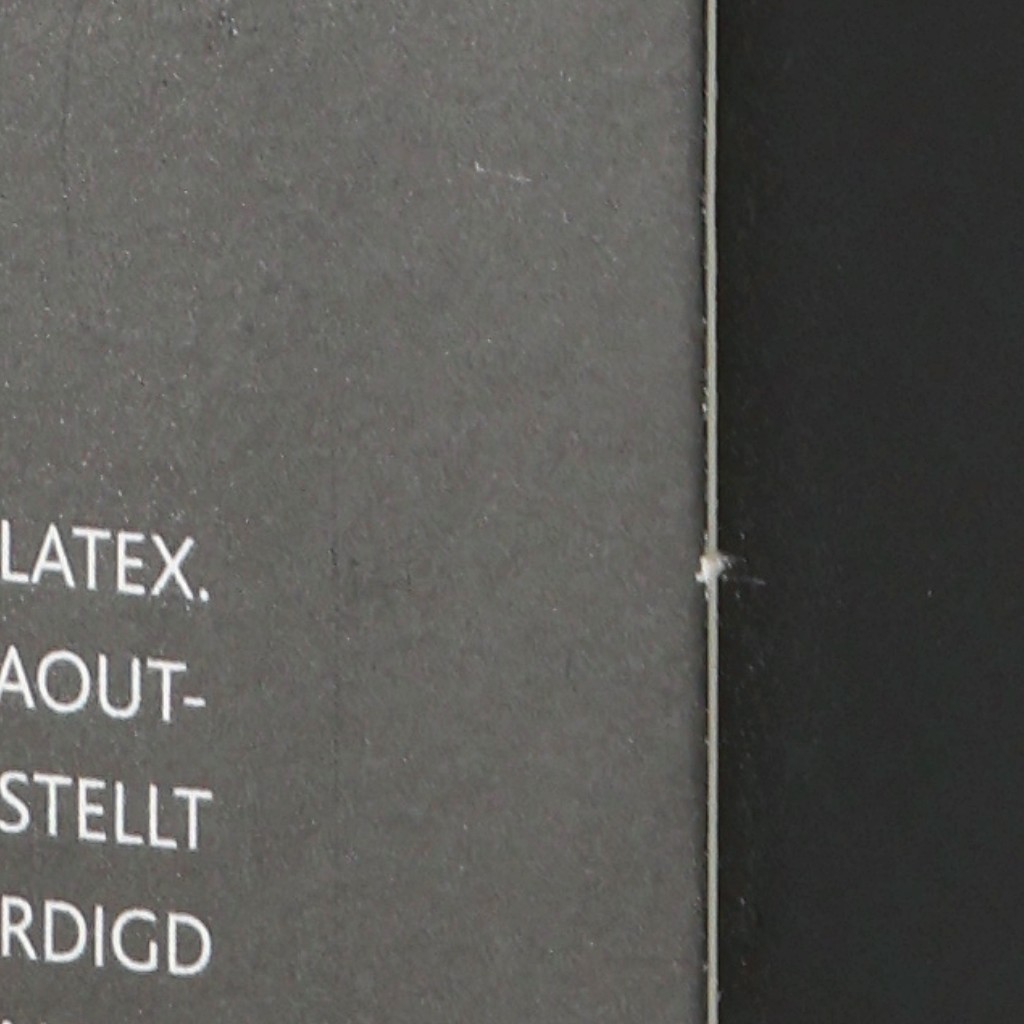 LATEX.
AOUT-
STELLT
RDIGD